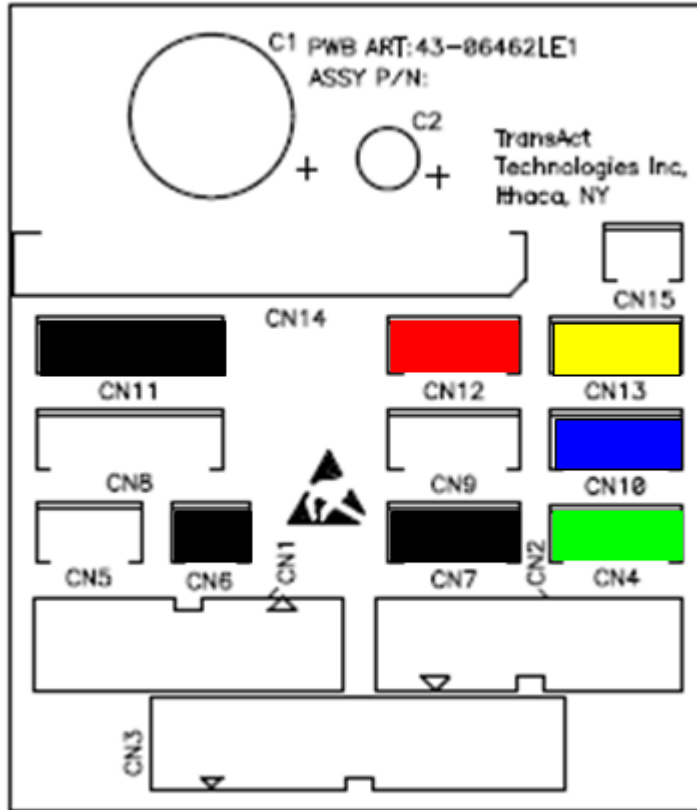 C1 PWB ART:43-06462LE1
ASSY P/N:
C2
TransAct
Technologies Inc,
Ithaca, NY
CN15
CN14
CN11 CN12 CN13
CN8 CN9 CN10
CN5 CN6 CN1 CN7 CN2 CN4
CN3